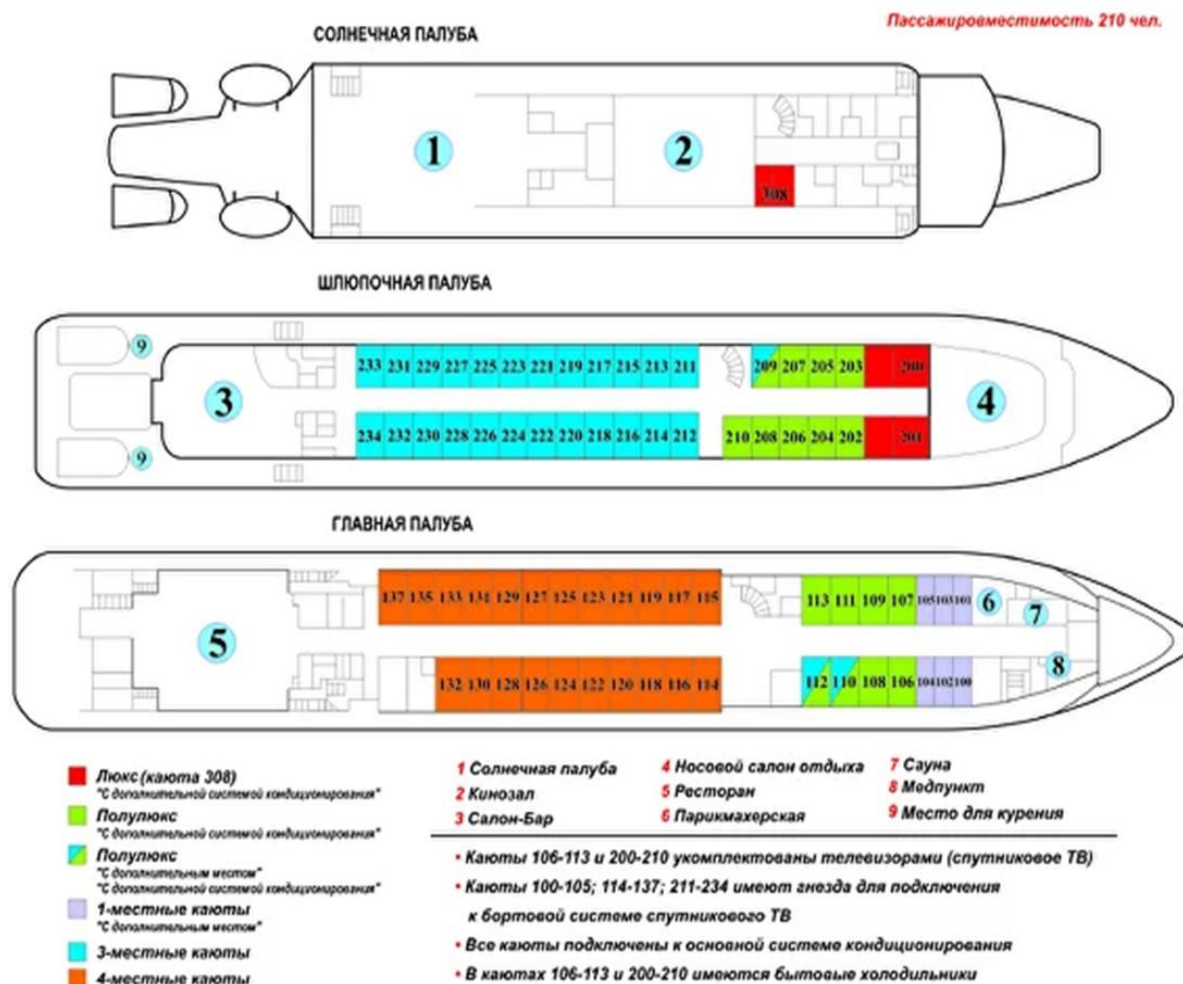 Пассажировместимость 210 чел.
СОЛНЕЧНАЯ ПАЛУБА
1
2
308
ШЛЮПОЧНАЯ ПАЛУБА
9
233 231 229 227 225 223 221 219 217 215 213 211 209 207 205 203 200
3
4
234 232 230 228 226 224 222 220 218 216 214 212 210 208 206 204 202 201
9
ГЛАВНАЯ ПАЛУБА
137 135 133 131 129 127 125 123 121 119 117 115 113 111 109 107 105 103 101 6
7
5
8
132 130 128 126 124 122 120 118 116 114 112 110 108 106 104 102 100
Люкс (каюта 308)
"С дополнительной системой кондиционирования"
Полулюкс
"С дополнительной системой кондиционирования"
Полулюкс
"С дополнительным местом"
"С дополнительной системой кондиционирования"
1-местные каюты
"С дополнительным местом"
3-местные каюты
4-местные каюты
1 Солнечная палуба
2 Кинозал
3 Салон-Бар
4 Носовой салон отдыха
5 Ресторан
6 Парикмахерская
7 Сауна
8 Медпункт
9 Место для курения
• Каюты 106-113 и 200-210 укомплектованы телевизорами (спутниковое ТВ)
• Каюты 100-105; 114-137; 211-234 имеют гнезда для подключения
к бортовой системе спутникового ТВ
• Все каюты подключены к основной системе кондиционирования
• В каютах 106-113 и 200-210 имеются бытовые холодильники